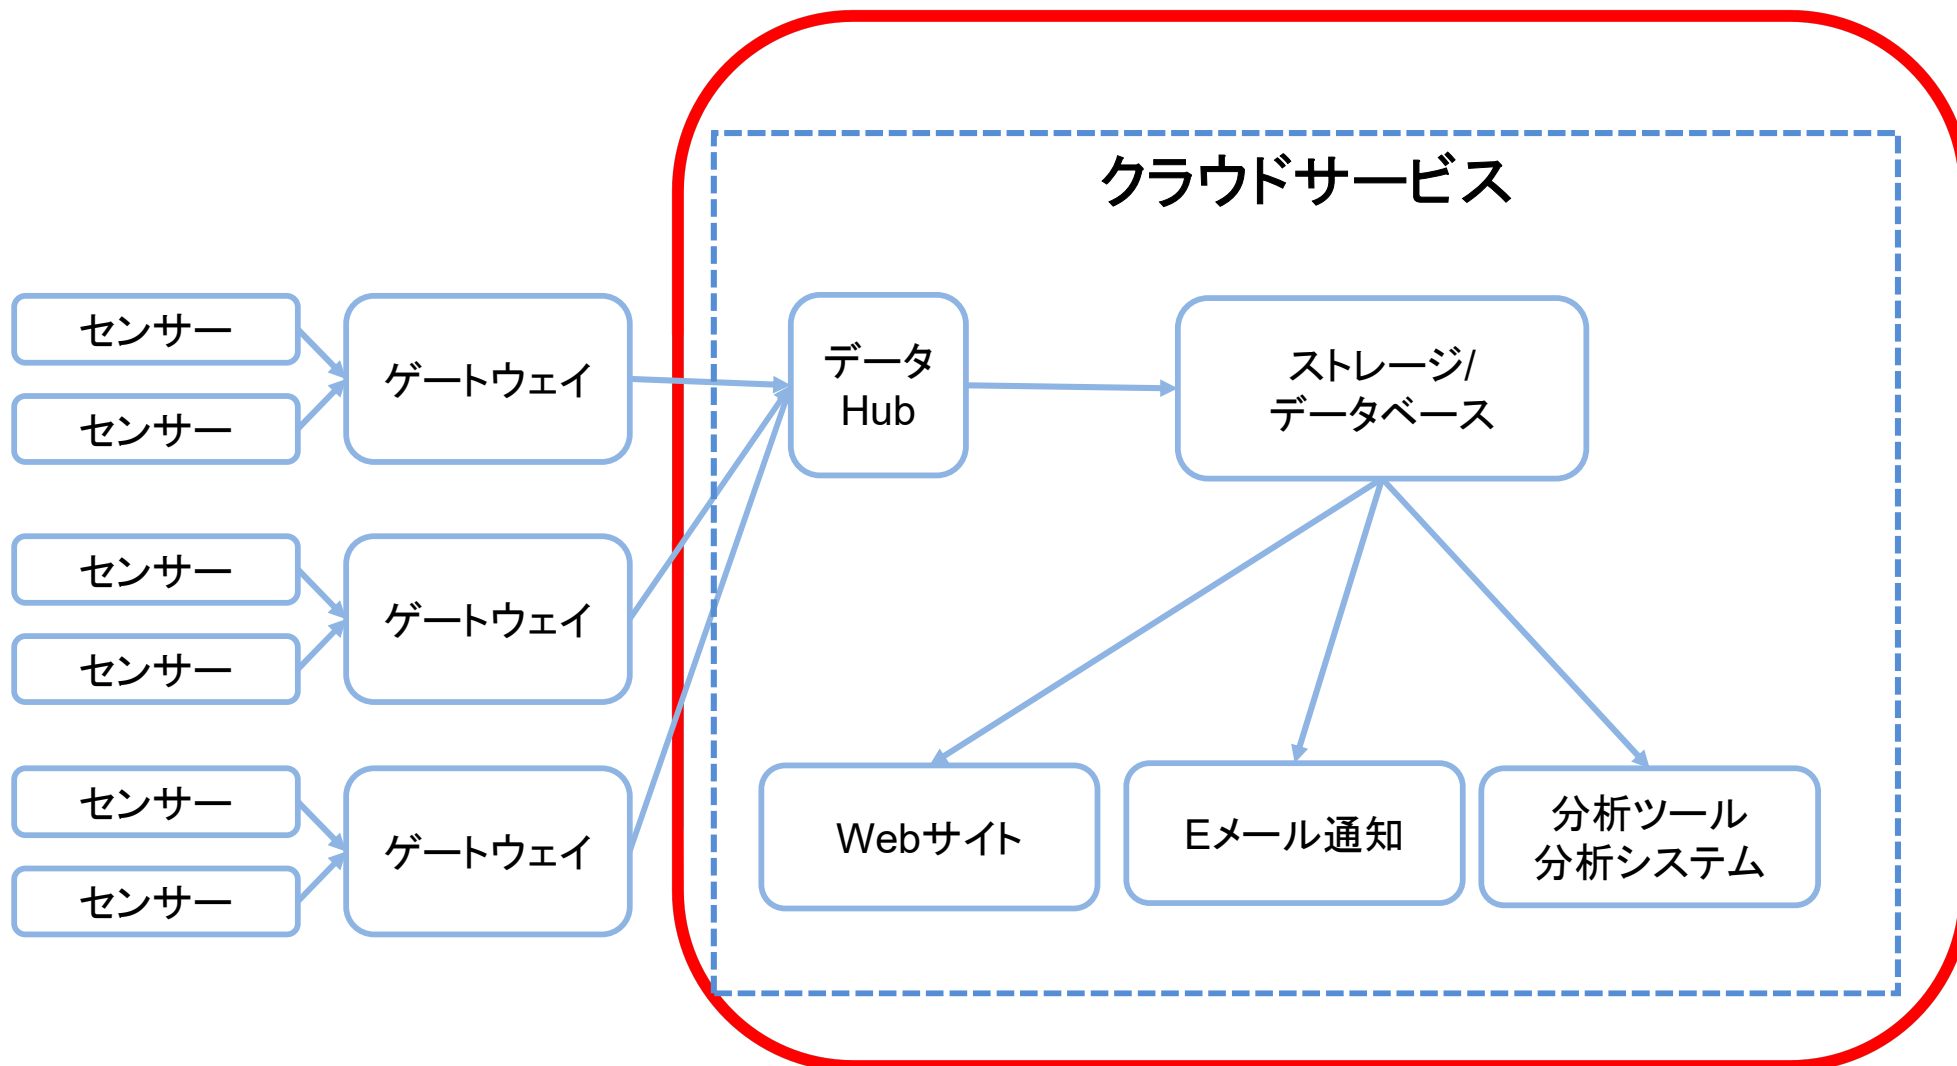 クラウドサービス
センサー
センサー
ゲートウェイ
データ
Hub
ストレージ/
データベース
センサー
センサー
ゲートウェイ
センサー
センサー
ゲートウェイ
Webサイト
Eメール通知
分析ツール
分析システム